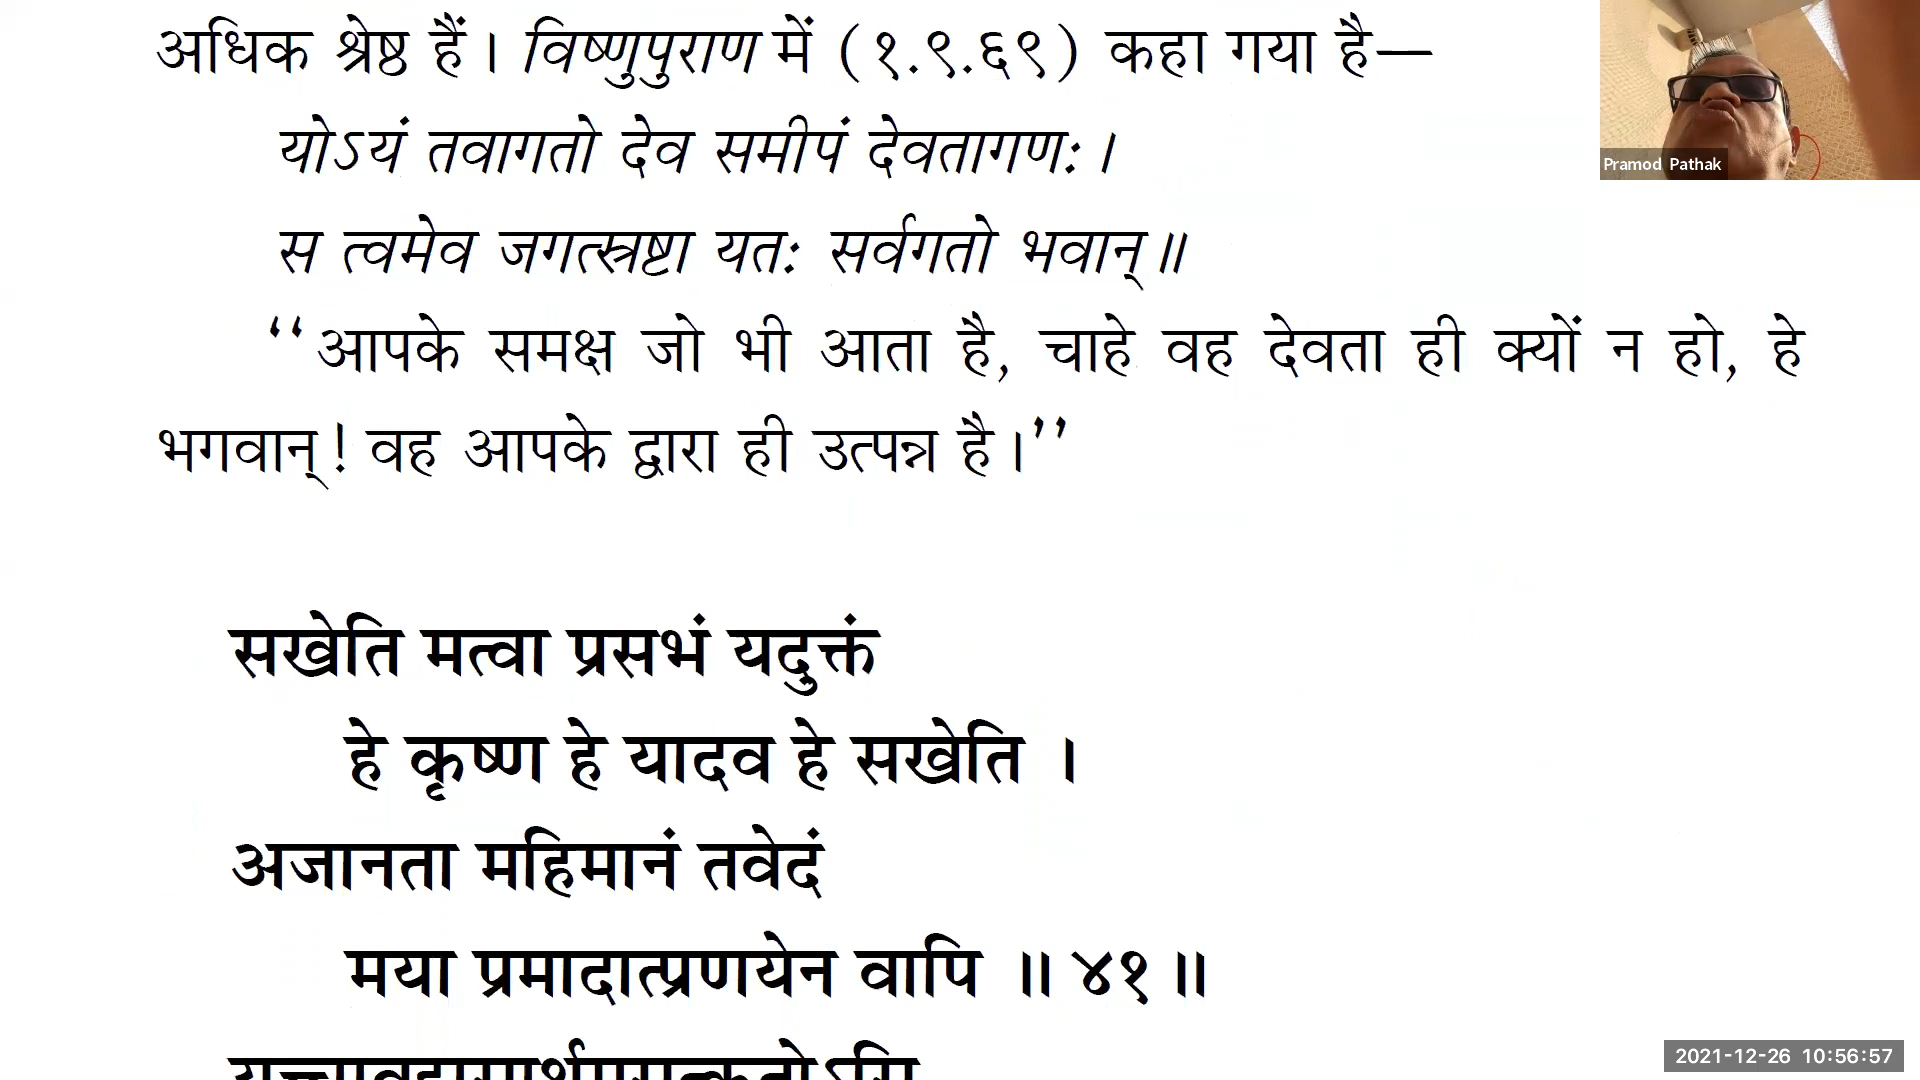 अधिक श्रेष्ठ हैं। विष्णुपुराण में (१.९.६९) कहा गया है—
योऽयं तवागतो देव समीपं देवतागणः।
स त्वमेव जगत्स्रष्टा यतः सर्वगतो भवान्॥
‘‘आपके समक्ष जो भी आता है, चाहे वह देवता ही क्यों न हो, हे
भगवान्! वह आपके द्वारा ही उत्पन्न है।’’
सखेति मत्वा प्रसभं यदुक्तं
हे कृष्ण हे यादव हे सखेति ।
अजानता महिमानं तवेदं
मया प्रमादात्प्रणयेन वापि ॥ ४१॥
Pramod Pathak
2021-12-26 10:56:57